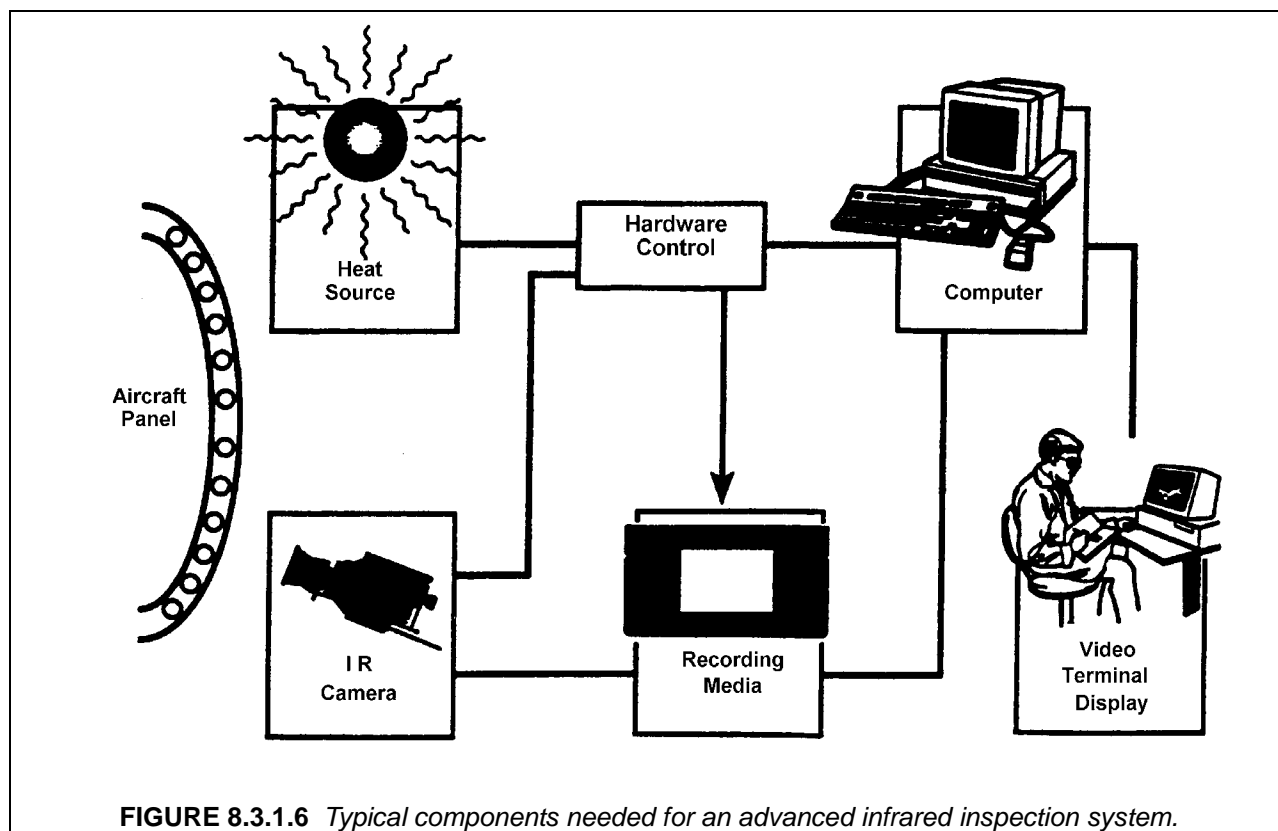 Heat
Source
Hardware
Control
Computer
Aircraft
Panel
I R
Camera
Recording
Media
Video
Terminal
Display
FIGURE 8.3.1.6 Typical components needed for an advanced infrared inspection system.